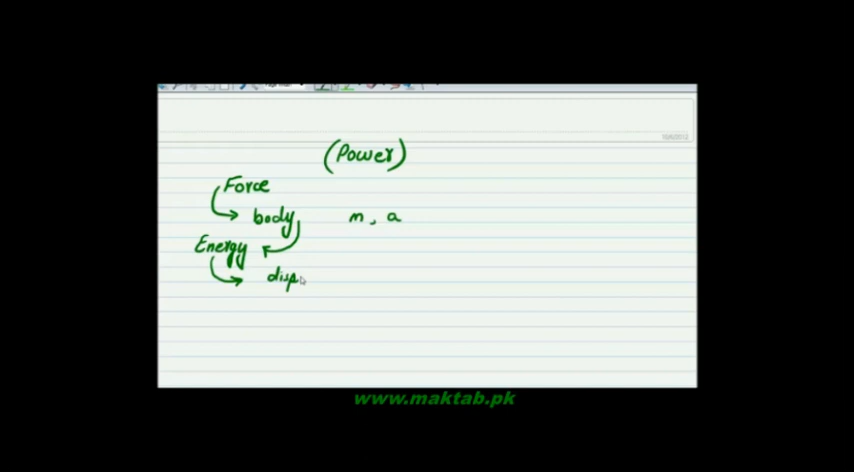 (Power)
Force
body m, a
Energy
disp
www.maktab.pk